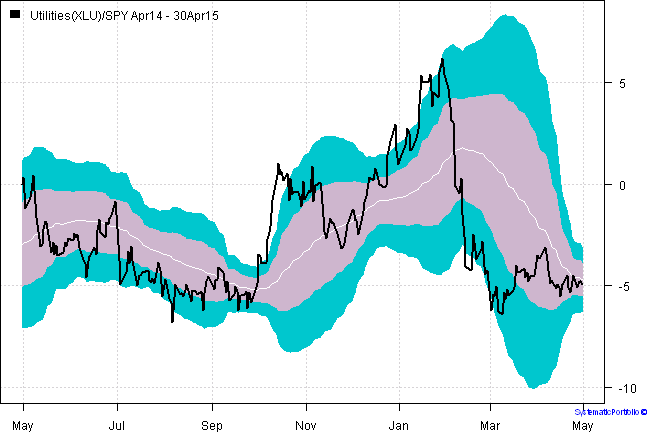 Utilities(XLU)/SPY Apr14 - 30Apr15
5
0
-5
-10
May Jul Sep Nov Jan Mar May
SystematicPortfolio ©